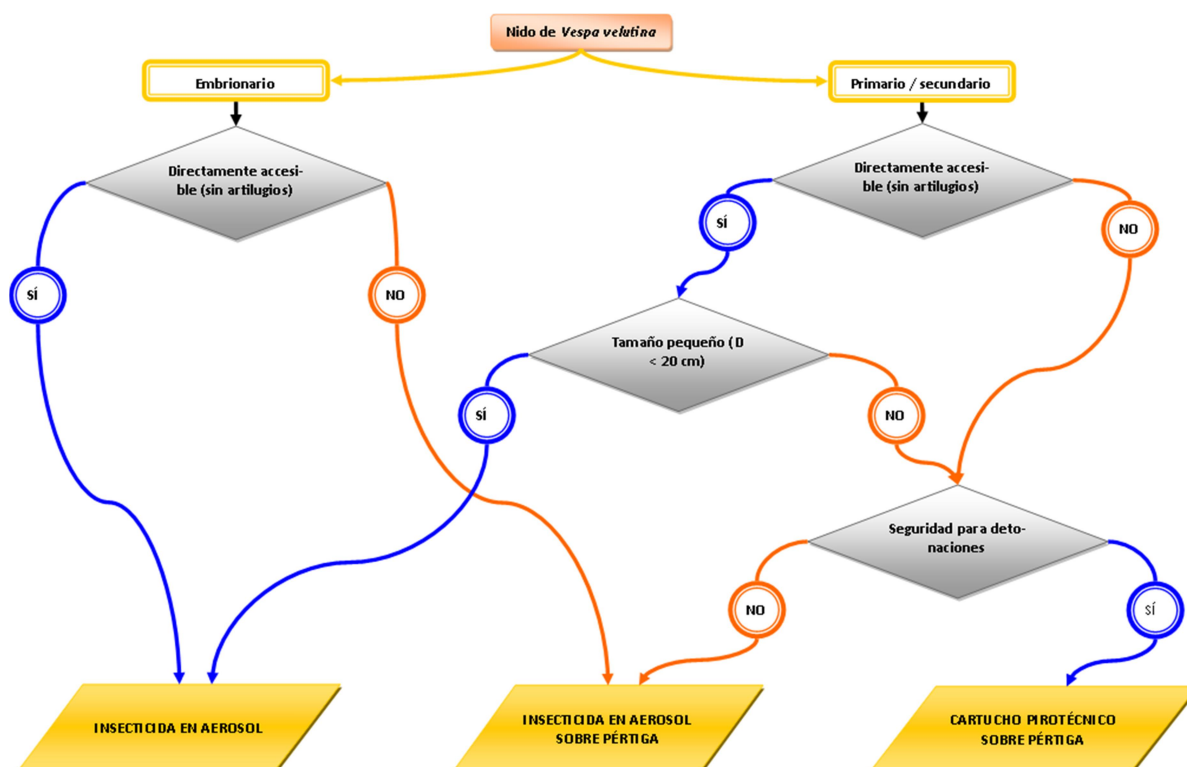 Nido de Vespa velutina
Embrionario
Primario / secundario
Directamente accesi-
ble (sin artilugios)
Directamente accesi-
ble (sin artilugios)
SÍ
NO
SÍ
NO
Tamaño pequeño (D
< 20 cm)
SÍ
NO
Seguridad para deto-
naciones
NO
SÍ
INSECTICIDA EN AEROSOL
INSECTICIDA EN AEROSOL
SOBRE PÉRTIGA
CARTUCHO PIROTÉCNICO
SOBRE PÉRTIGA